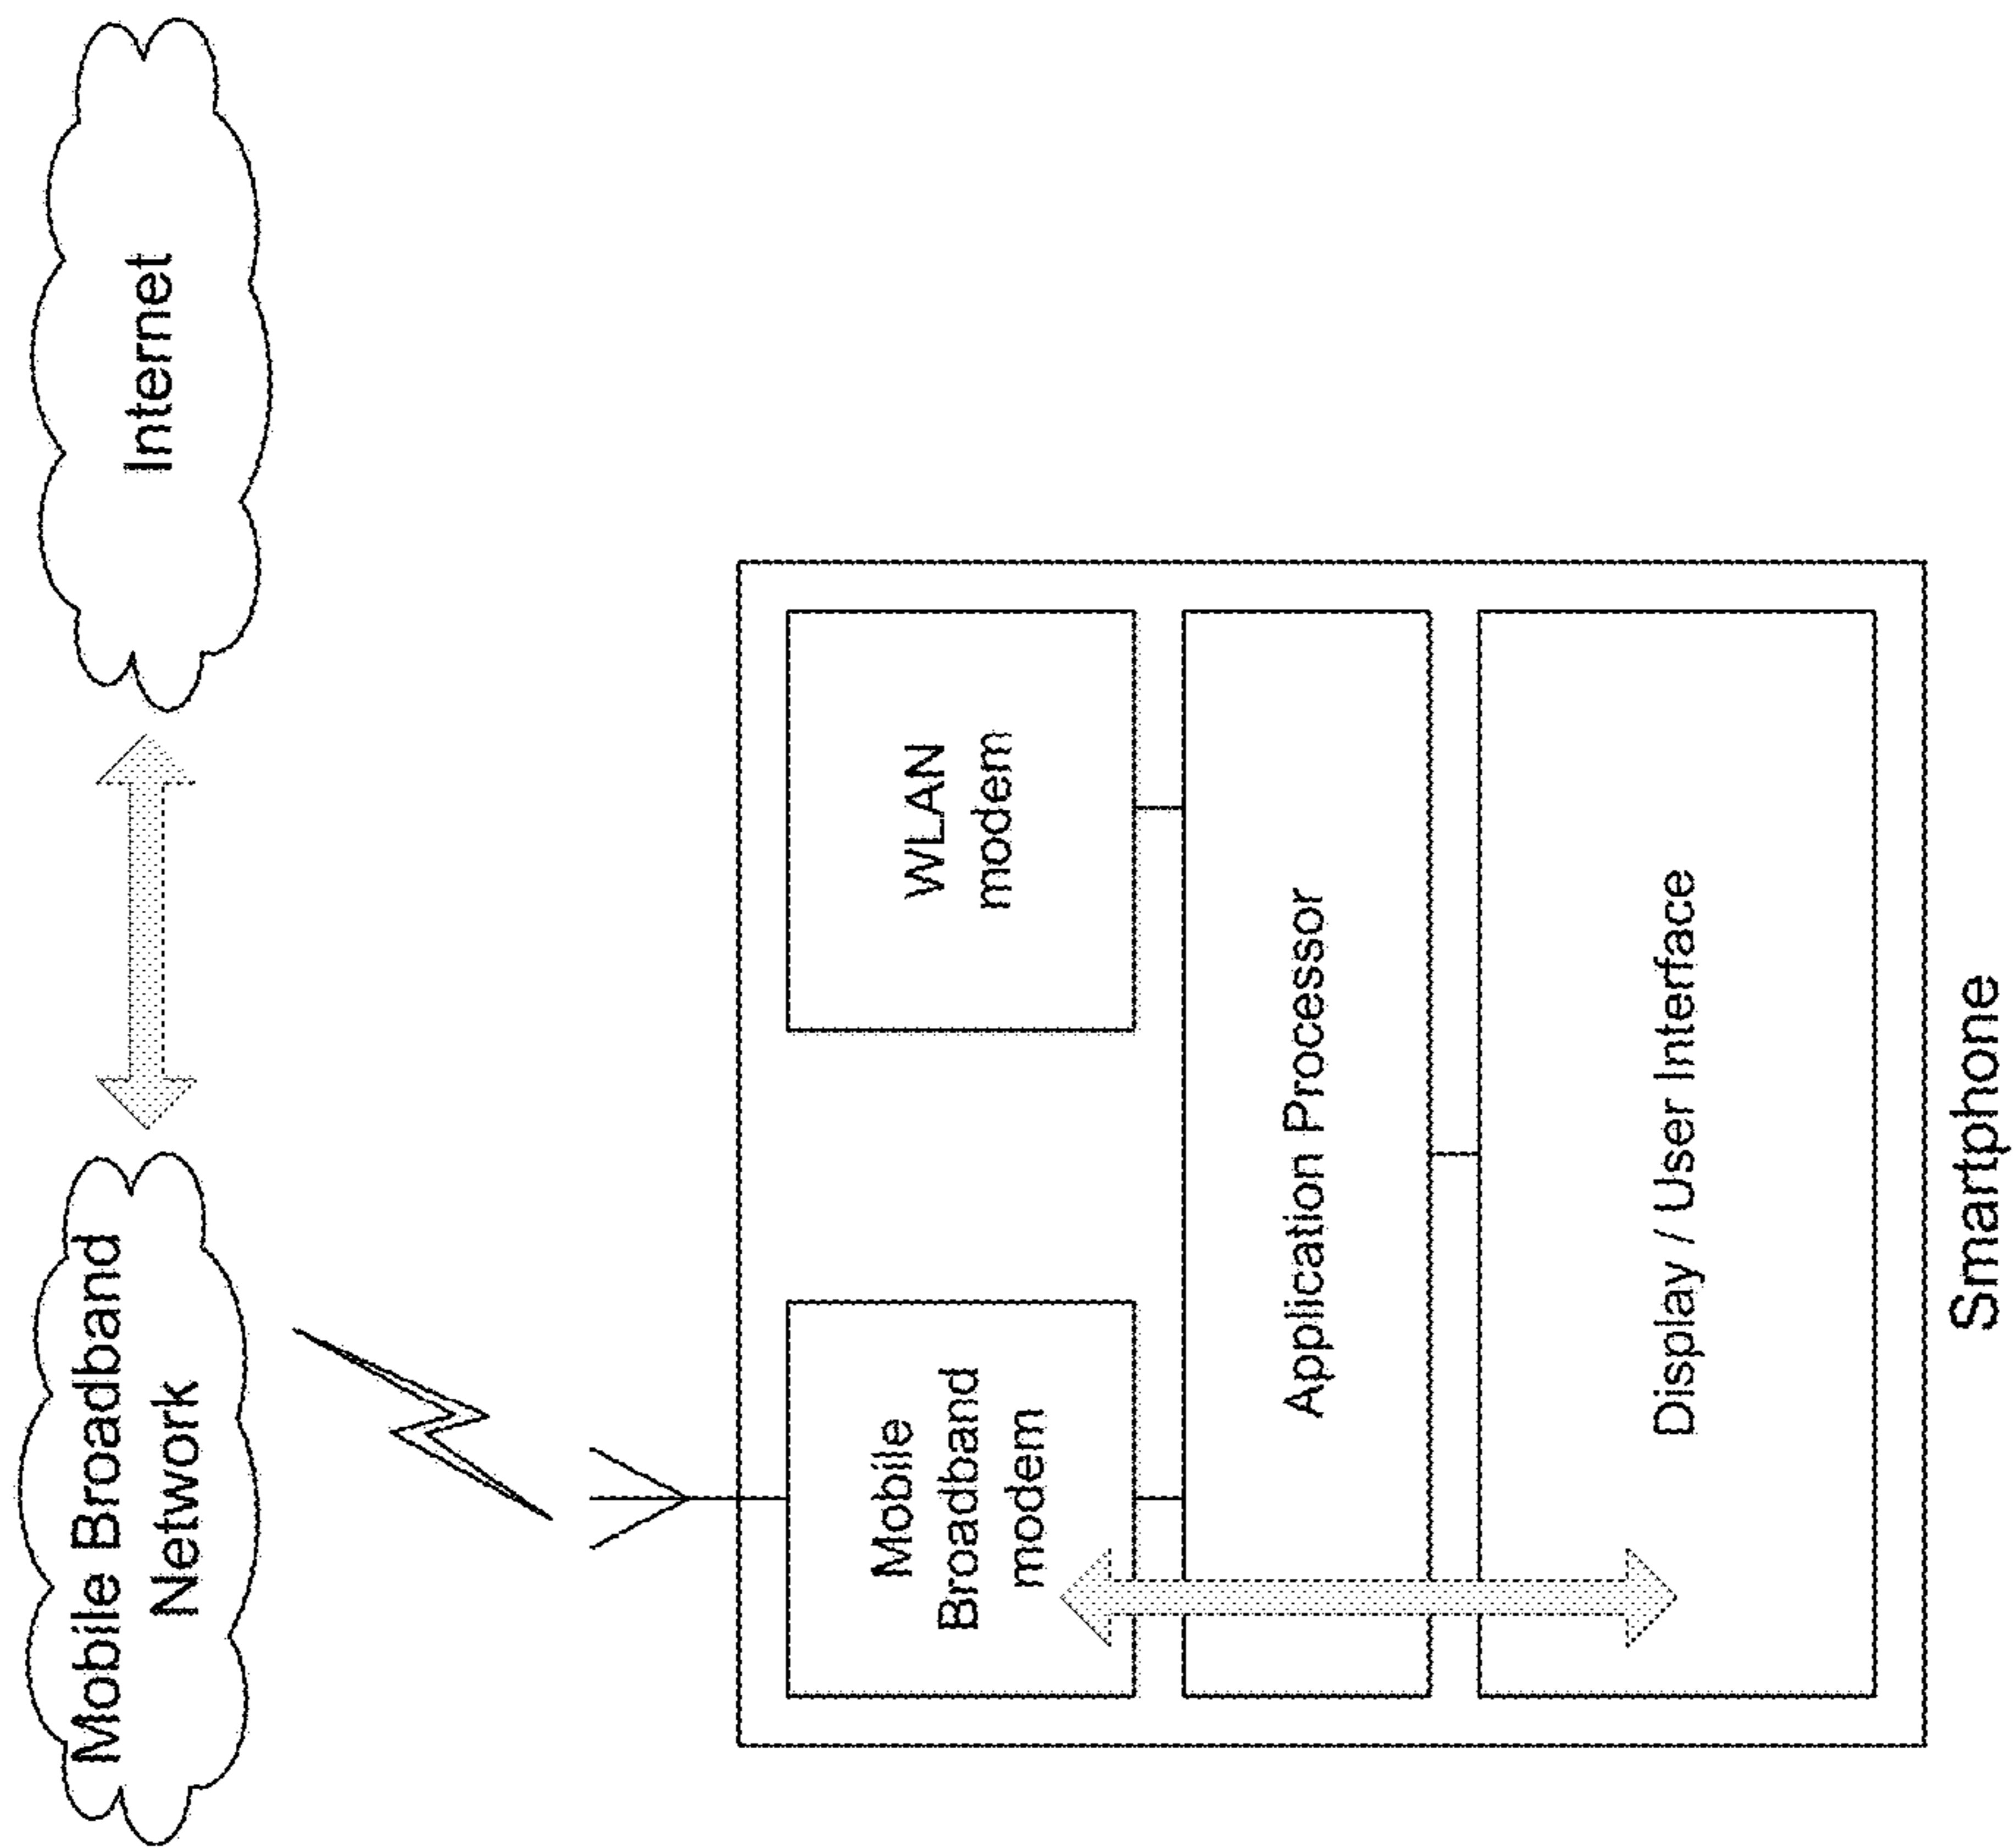 Mobile Broadband
Network
Internet
Mobile
Broadband
modem
WLAN
modem
Application Processor
Display / User Interface
Smartphone